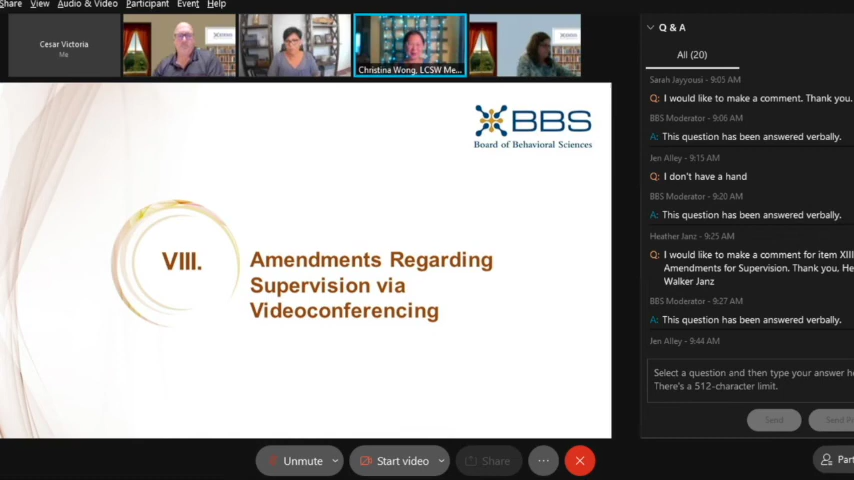 Share View Audio & Video Participant Event Help
Cesar Victoria
Me
Christina Wong, LCSW Me...
BBS
Board of Behavioral Sciences
VIII.
Amendments Regarding
Supervision via
Videoconferencing
Q & A
All (20)
Sarah Jayyousi - 9:05 AM
Q: I would like to make a comment. Thank you.
BBS Moderator - 9:06 AM
A: This question has been answered verbally.
Jen Alley - 9:15 AM
Q: I don't have a hand
BBS Moderator - 9:20 AM
A: This question has been answered verbally.
Heather Janz - 9:25 AM
Q: I would like to make a comment for item XIII
Amendments for Supervision. Thank you, He
Walker Janz
BBS Moderator - 9:27 AM
A: This question has been answered verbally.
Jen Alley - 9:44 AM
Select a question and then type your answer he
There's a 512-character limit.
Send
Send P
Unmute
Start video
Share
Part